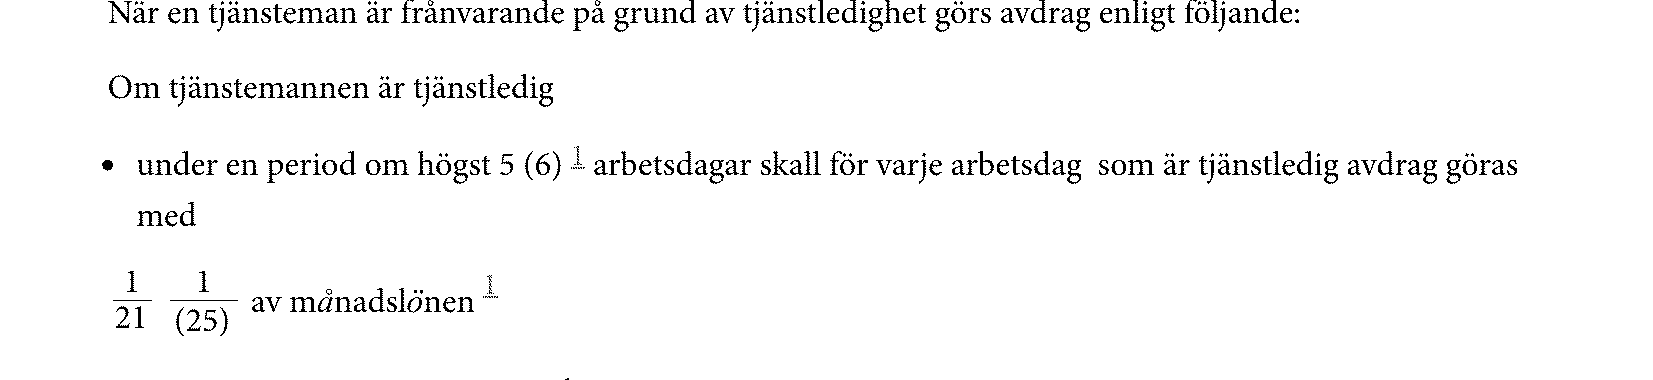 När en tjänsteman är frånvarande på grund av tjänstledighet görs avdrag enligt följande:
Om tjänstemannen är tjänstledig
• under en period om högst 5 (6) 1 arbetsdagar skall för varje arbetsdag som är tjänstledig avdrag göras
med
1/21 1/(25) av månadslönen 1